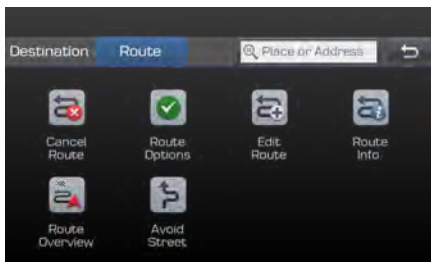 Destination Route Place or Address
Cancel Route Edit Route
Route Options Route Info
Route Avoid
Overview Street